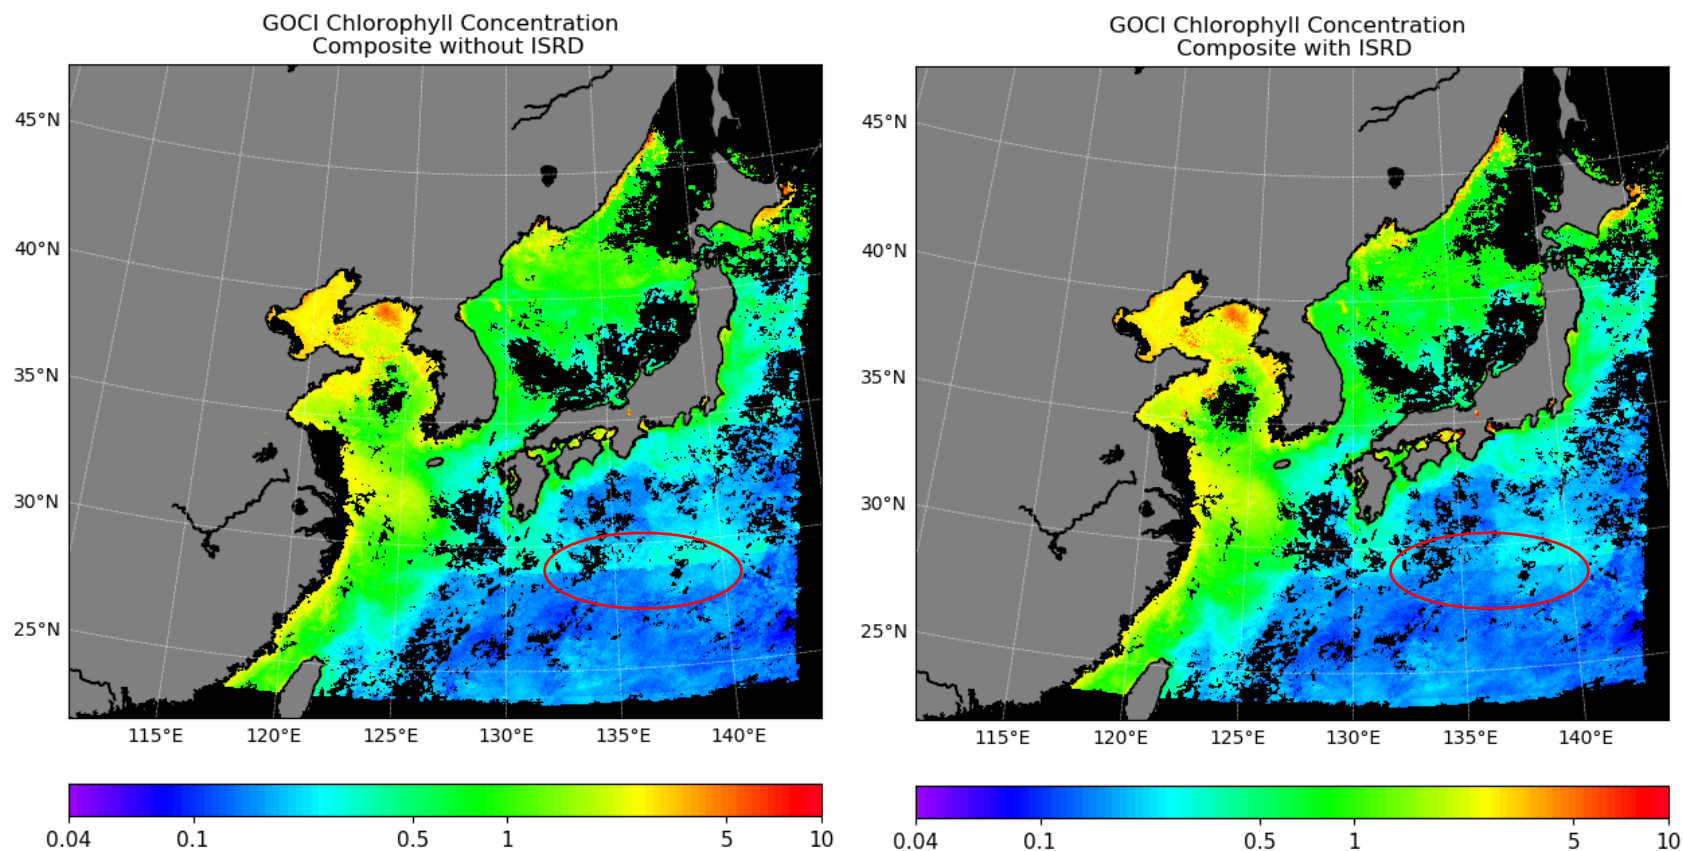 GOCI Chlorophyll Concentration
Composite without ISRD
45°N
40°N
35°N
30°N
25°N
115°E 120°E 125°E 130°E 135°E 140°E
0.04 0.1 0.5 1 5 10
GOCI Chlorophyll Concentration
Composite with ISRD
45°N
40°N
35°N
30°N
25°N
115°E 120°E 125°E 130°E 135°E 140°E
0.04 0.1 0.5 1 5 10